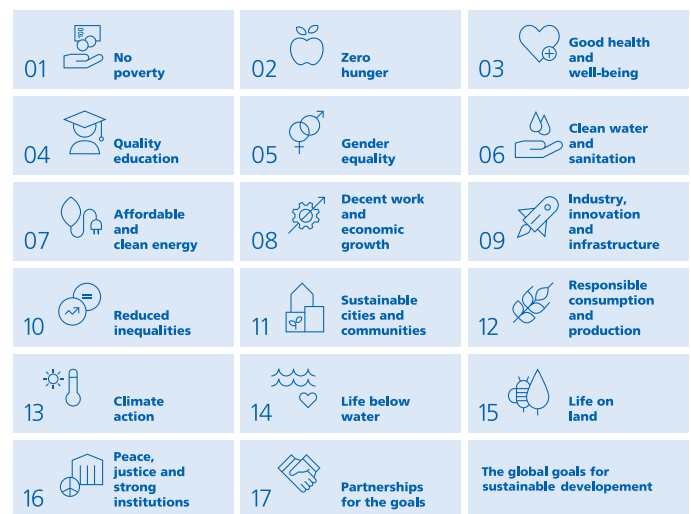 01
No
poverty
02
Zero
hunger
03
Good health
and
well-being
04
Quality
education
05
Gender
equality
06
Clean water
and
sanitation
07
Affordable
and
clean energy
08
Decent work
and
economic
growth
09
Industry,
innovation
and
infrastructure
10
Reduced
inequalities
11
Sustainable
cities and
communities
12
Responsible
consumption
and
production
13
Climate
action
14
Life below
water
15
Life on
land
16
Peace,
justice and
strong
institutions
17
Partnerships
for the goals
The global goals for
sustainable developement